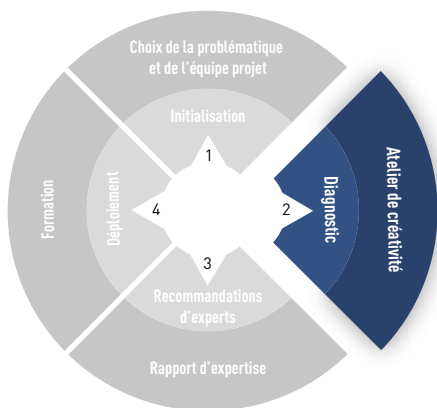 Choix de la problématique
et de l'équipe projet
Initialisation
1
Atelier de créativité
Diagnostic
2
3
Recommandations
d'experts
Rapport d'expertise
4
Déploiement
Formation